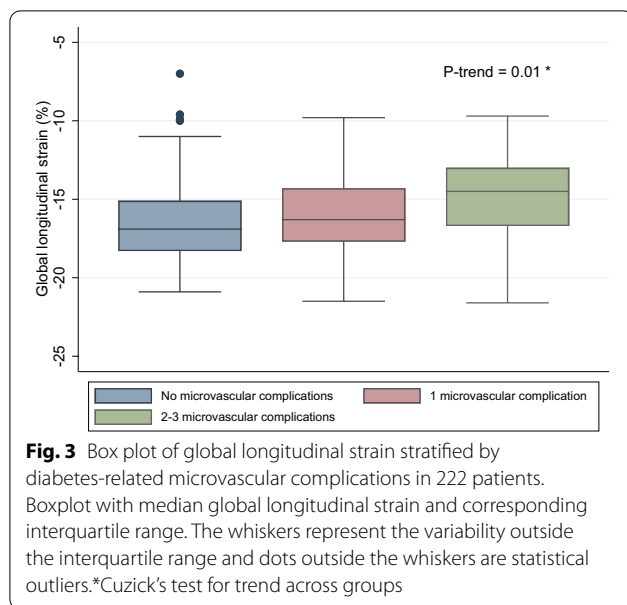 -5
P-trend = 0.01 *
-10
-15
-20
-25
Global longitudinal strain (%)
No microvascular complications
1 microvascular complication
2-3 microvascular complications
Fig. 3 Box plot of global longitudinal strain stratified by
diabetes-related microvascular complications in 222 patients.
Boxplot with median global longitudinal strain and corresponding
interquartile range. The whiskers represent the variability outside
the interquartile range and dots outside the whiskers are statistical
outliers.*Cuzick's test for trend across groups